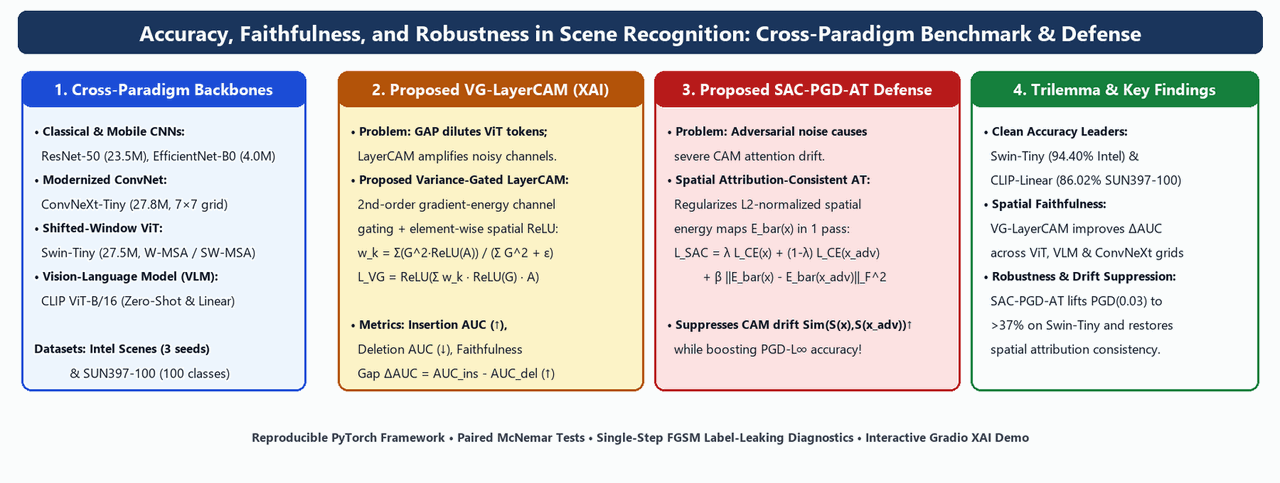 Accuracy, Faithfulness, and Robustness in Scene Recognition: Cross-Paradigm Benchmark & Defense
1. Cross-Paradigm Backbones
• Classical & Mobile CNNs:
ResNet-50 (23.5M), EfficientNet-B0 (4.0M)
• Modernized ConvNet:
ConvNeXt-Tiny (27.8M, 7×7 grid)
• Shifted-Window ViT:
Swin-Tiny (27.5M, W-MSA / SW-MSA)
• Vision-Language Model (VLM):
CLIP ViT-B/16 (Zero-Shot & Linear)
Datasets: Intel Scenes (3 seeds)
& SUN397-100 (100 classes)
2. Proposed VG-LayerCAM (XAI)
• Problem: GAP dilutes ViT tokens;
LayerCAM amplifies noisy channels.
• Proposed Variance-Gated LayerCAM:
2nd-order gradient-energy channel
gating + element-wise spatial ReLU:
w_k = Σ(G^2·ReLU(A)) / (Σ G^2 + ε)
L_VG = ReLU(Σ w_k · ReLU(G) · A)
• Metrics: Insertion AUC (↑),
Deletion AUC (↓), Faithfulness
Gap ΔAUC = AUC_ins - AUC_del (↑)
3. Proposed SAC-PGD-AT Defense
• Problem: Adversarial noise causes
severe CAM attention drift.
• Spatial Attribution-Consistent AT:
Regularizes L2-normalized spatial
energy maps E_bar(x) in 1 pass:
L_SAC = λ L_CE(x) + (1-λ) L_CE(x_adv)
+ β ||E_bar(x) - E_bar(x_adv)||_F^2
• Suppresses CAM drift Sim(S(x),S(x_adv))↑
while boosting PGD-L∞ accuracy!
4. Trilemma & Key Findings
• Clean Accuracy Leaders:
Swin-Tiny (94.40% Intel) &
CLIP-Linear (86.02% SUN397-100)
• Spatial Faithfulness:
VG-LayerCAM improves ΔAUC
across ViT, VLM & ConvNeXt grids
• Robustness & Drift Suppression:
SAC-PGD-AT lifts PGD(0.03) to
>37% on Swin-Tiny and restores
spatial attribution consistency.
Reproducible PyTorch Framework • Paired McNemar Tests • Single-Step FGSM Label-Leaking Diagnostics • Interactive Gradio XAI Demo